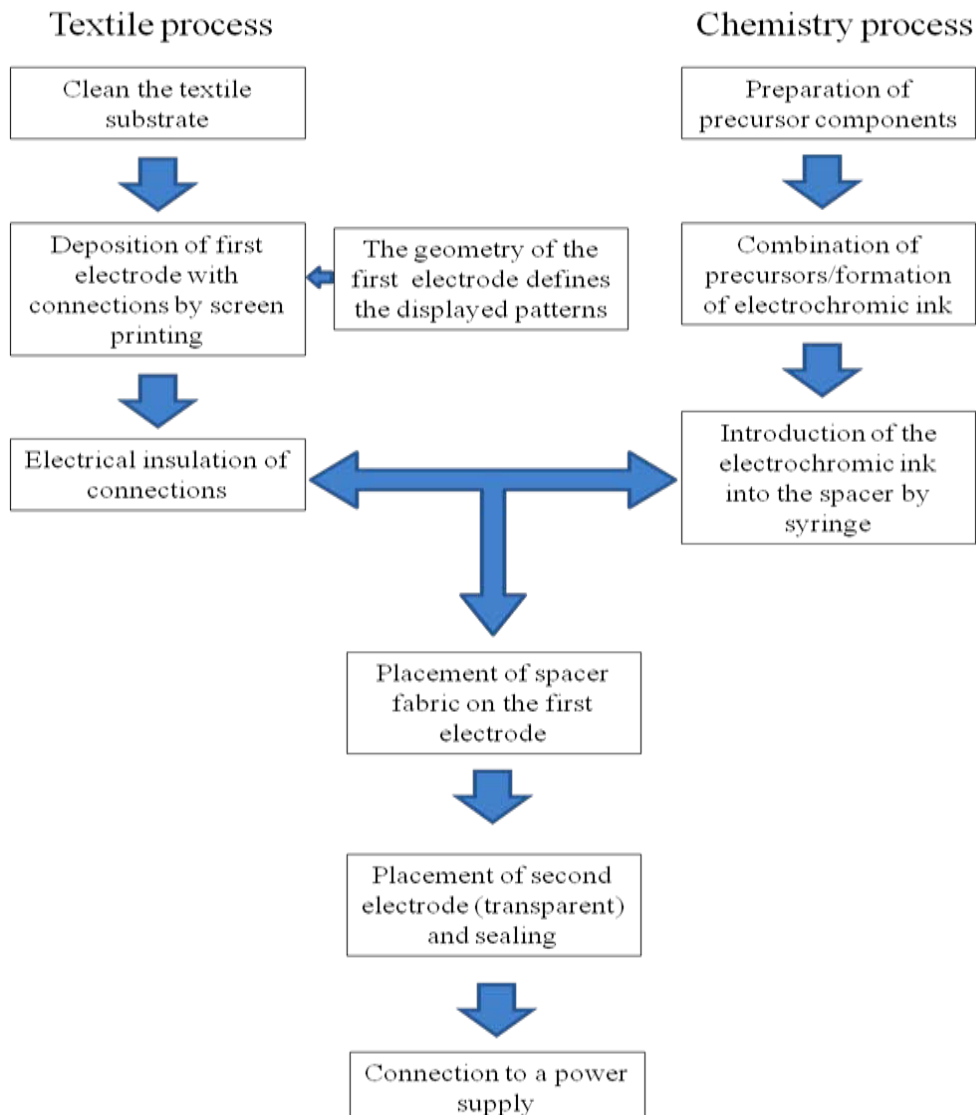 Textile process
Chemistry process
Clean the textile
substrate
Preparation of
precursor components
Deposition of first
electrode with
connections by screen
printing
The geometry of the
first electrode defines
the displayed patterns
Combination of
precursors/formation
of electrochromic ink
Electrical insulation of
connections
Introduction of the
electrochromic ink
into the spacer by
syringe
Placement of spacer
fabric on the first
electrode
Placement of second
electrode (transparent)
and sealing
Connection to a power
supply